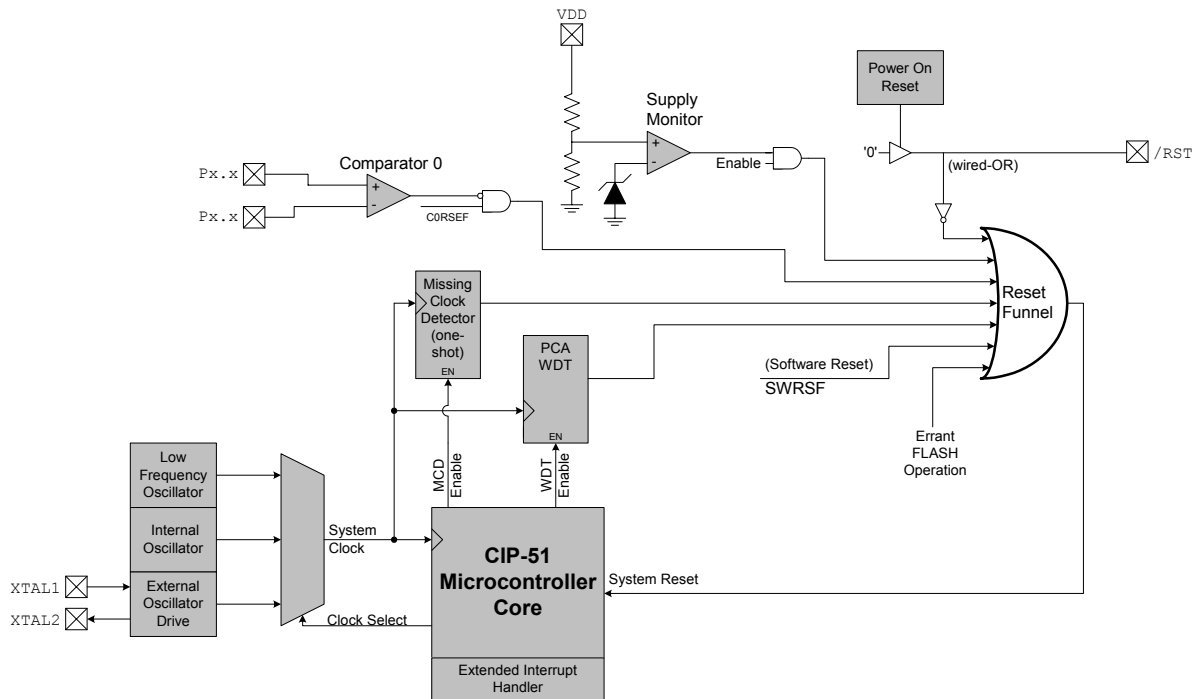 VDD
Power On
Reset
Supply
Monitor
+
-
Enable
'0'
(wired-OR)
/RST
Comparator 0
Px.x
Px.x
+
-
C0RSEF
Missing
Clock
Detector
(one-
shot)
EN
PCA
WDT
EN
(Software Reset)
SWRSF
Errant
FLASH
Operation
Reset
Funnel
Low
Frequency
Oscillator
Internal
Oscillator
External
Oscillator
Drive
XTAL1
XTAL2
System
Clock
Clock Select
MCD
Enable
WDT
Enable
CIP-51
Microcontroller
Core
System Reset
Extended Interrupt
Handler